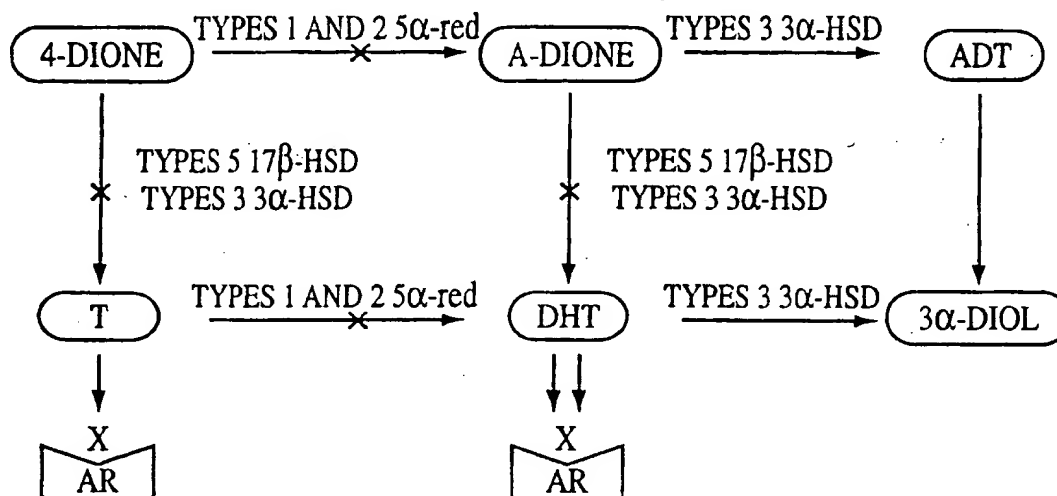 TYPES 1 AND 2 5α-red
TYPES 3 3α-HSD
4-DIONE
A-DIONE
ADT
TYPES 5 17β-HSD
TYPES 3 3α-HSD
TYPES 5 17β-HSD
TYPES 3 3α-HSD
TYPES 1 AND 2 5α-red
TYPES 3 3α-HSD
T
DHT
3α-DIOL
X
AR
X
AR